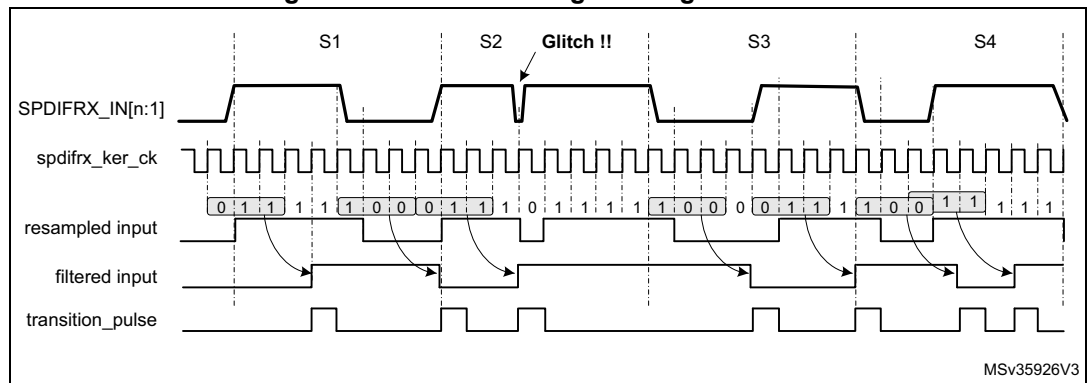 S1 S2 Glitch !! S3 S4
SPDIFRX_IN[n:1]
spdifrx_ker_ck
0 1 1 1 1 1 0 0 0 1 1 1 0 1 1 1 1 1 0 0 0 0 1 1 1 1 0 0 1 1 1 1 1
resampled input
filtered input
transition_pulse
MSv35926V3